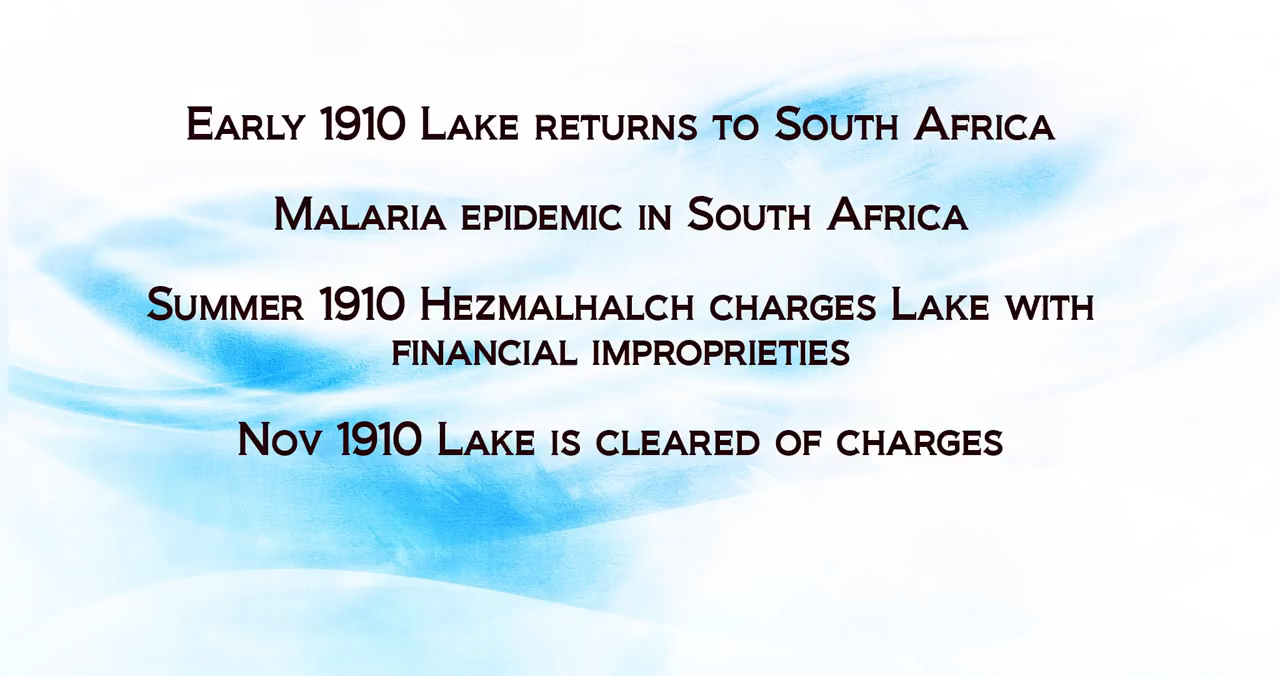 Early 1910 Lake returns to South Africa
Malaria epidemic in South Africa
Summer 1910 Hezmalhalch charges Lake with
financial improprieties
Nov 1910 Lake is cleared of charges